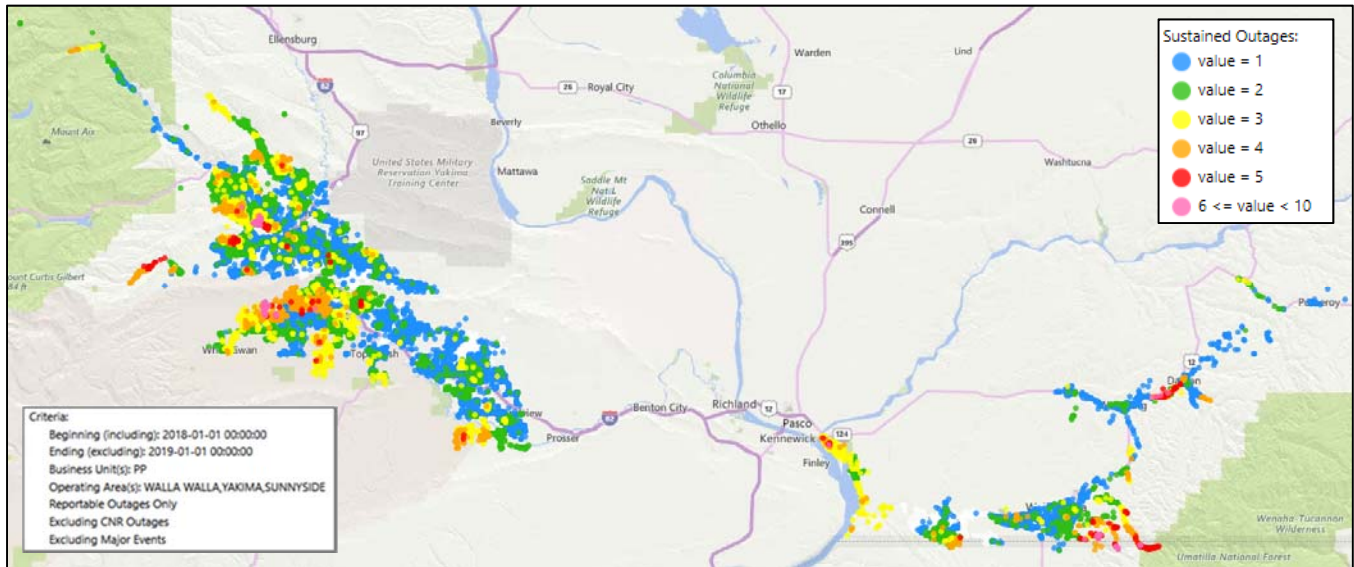 Ellensburg
82
97
Mount Aix
26
Royal City
Beverly
Mattawa
United States Military
Reservation Yakima
Training Center
Columbia
National
Wildlife
Refuge
Saddle Mt
Nat'L
Wildlife
Refuge
Warden
Lind
17
Othello
26
Washtucna
Connell
395
Sustained Outages:
value = 1
value = 2
value = 3
value = 4
value = 5
6 <= value < 10
Prosser
82
Benton City
Richland
12
Pasco
Kennewick
124
Finley
12
Wenaha-Tucannon
Wilderness
Umatilla National Forest
Criteria:
Beginning (including): 2018-01-01 00:00:00
Ending (excluding): 2019-01-01 00:00:00
Business Unit(s): PP
Operating Area(s): WALLA WALLA,YAKIMA,SUNNYSIDE
Reportable Outages Only
Excluding CNR Outages
Excluding Major Events